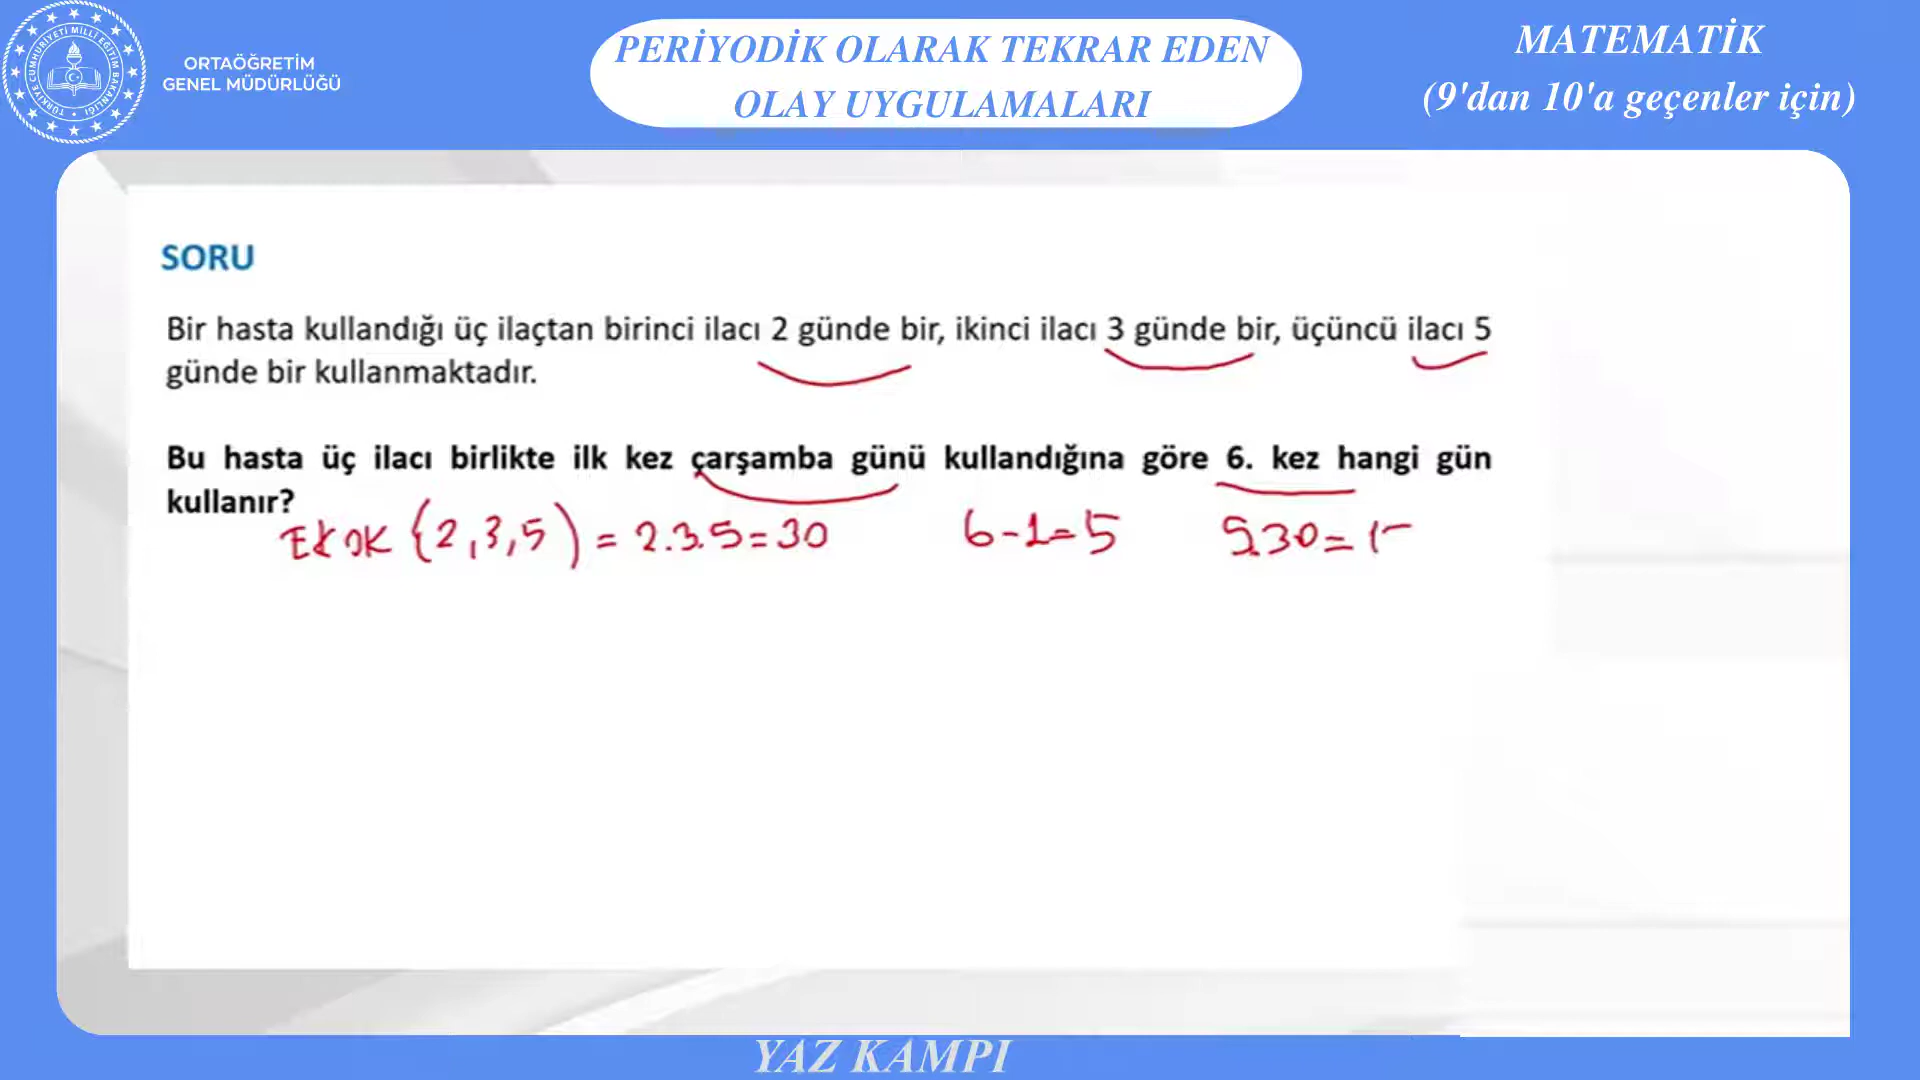 ORTAÖĞRETİM
GENEL MÜDÜRLÜĞÜ
PERİYODİK OLARAK TEKRAR EDEN
OLAY UYGULAMALARI
MATEMATİK
(9'dan 10'a geçenler için)
SORU
Bir hasta kullandığı üç ilaçtan birinci ilacı 2 günde bir, ikinci ilacı 3 günde bir, üçüncü ilacı 5
günde bir kullanmaktadır.
Bu hasta üç ilacı birlikte ilk kez çarşamba günü kullandığına göre 6. kez hangi gün
kullanır?
EKOK (2,3,5) = 2.3.5=30 6-1=5 5.30=1
YAZ KAMPI